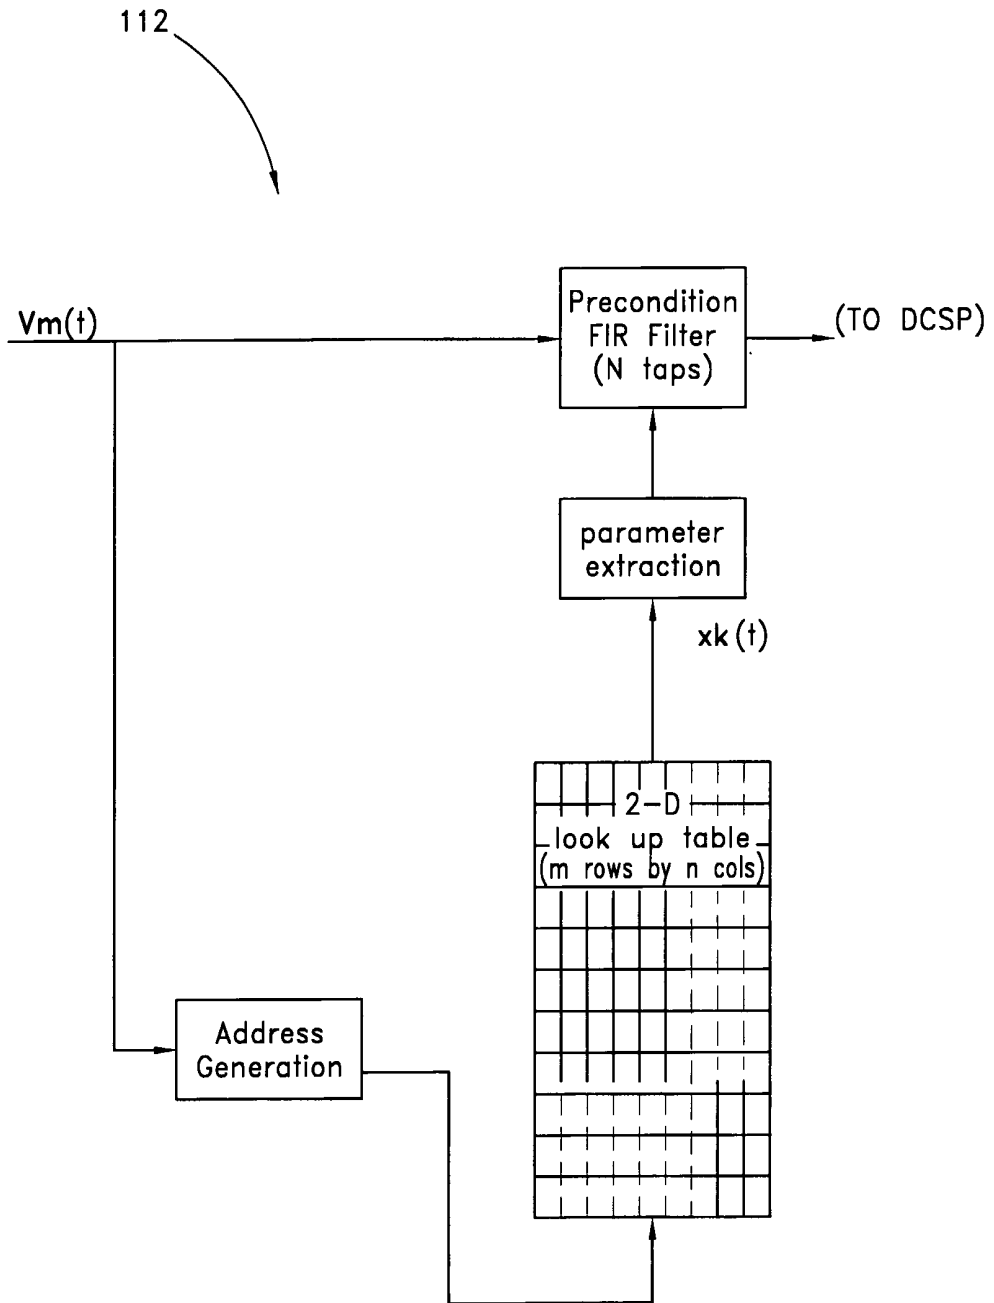 112
Vm(t)
Precondition
FIR Filter
(N taps)
(TO DCSP)
parameter
extraction
xk(t)
2-D
look up table
(m rows by n cols)
Address
Generation